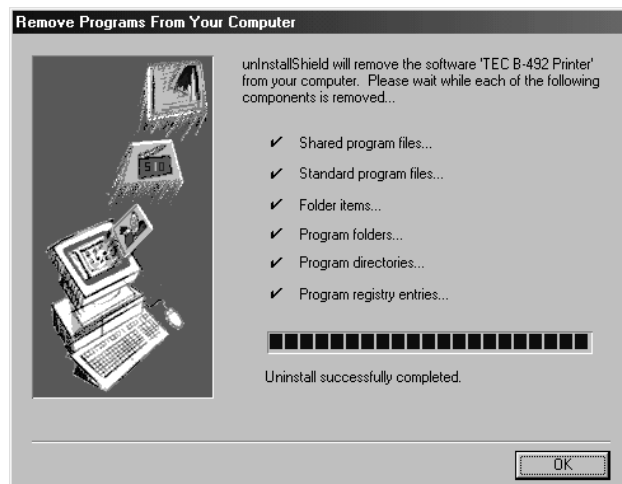 Remove Programs From Your Computer
unInstallShield will remove the software 'TEC B-492 Printer'
from your computer. Please wait while each of the following
components is removed...
Shared program files...
Standard program files...
Folder items...
Program folders...
Program directories...
Program registry entries...
Uninstall successfully completed.
OK